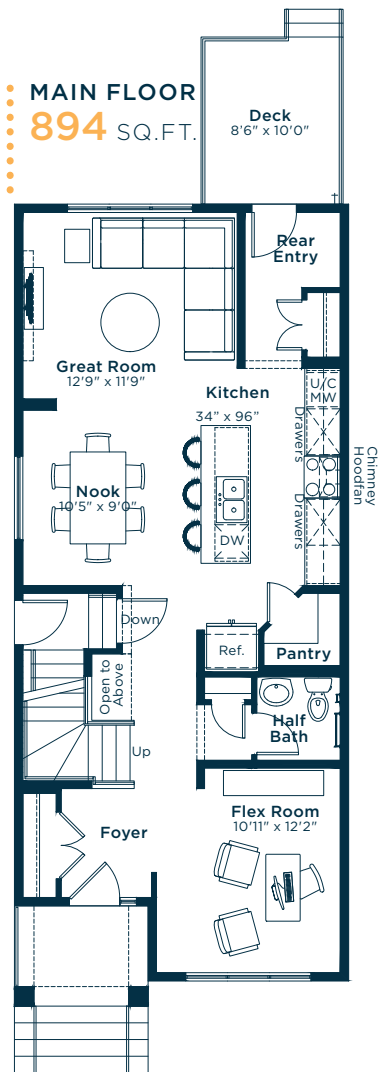 MAIN FLOOR
894 SQ.FT.
Deck
8'6" x 10'0"
Rear
Entry
Great Room
12'9" x 11'9"
Kitchen
34" x 96"
U/C
MW
Drawers
Chimney
Hoodfan
Drawers
Nook
10'5" x 9'0"
DW
Down
Ref.
Pantry
Open to
Above
Half
Bath
Up
Foyer
Flex Room
10'11" x 12'2"